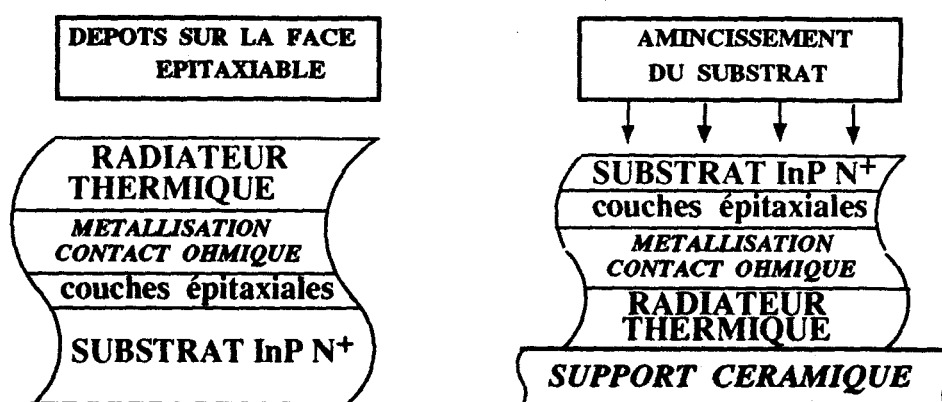 DEPOTS SUR LA FACE
EPITAXIABLE
RADIATEUR
THERMIQUE
METALLISATION
CONTACT OHMIQUE
couches épitaxiales
SUBSTRAT InP N+
AMINCISSEMENT
DU SUBSTRAT
SUBSTRAT InP N+
couches épitaxiales
METALLISATION
CONTACT OHMIQUE
RADIATEUR
THERMIQUE
SUPPORT CERAMIQUE